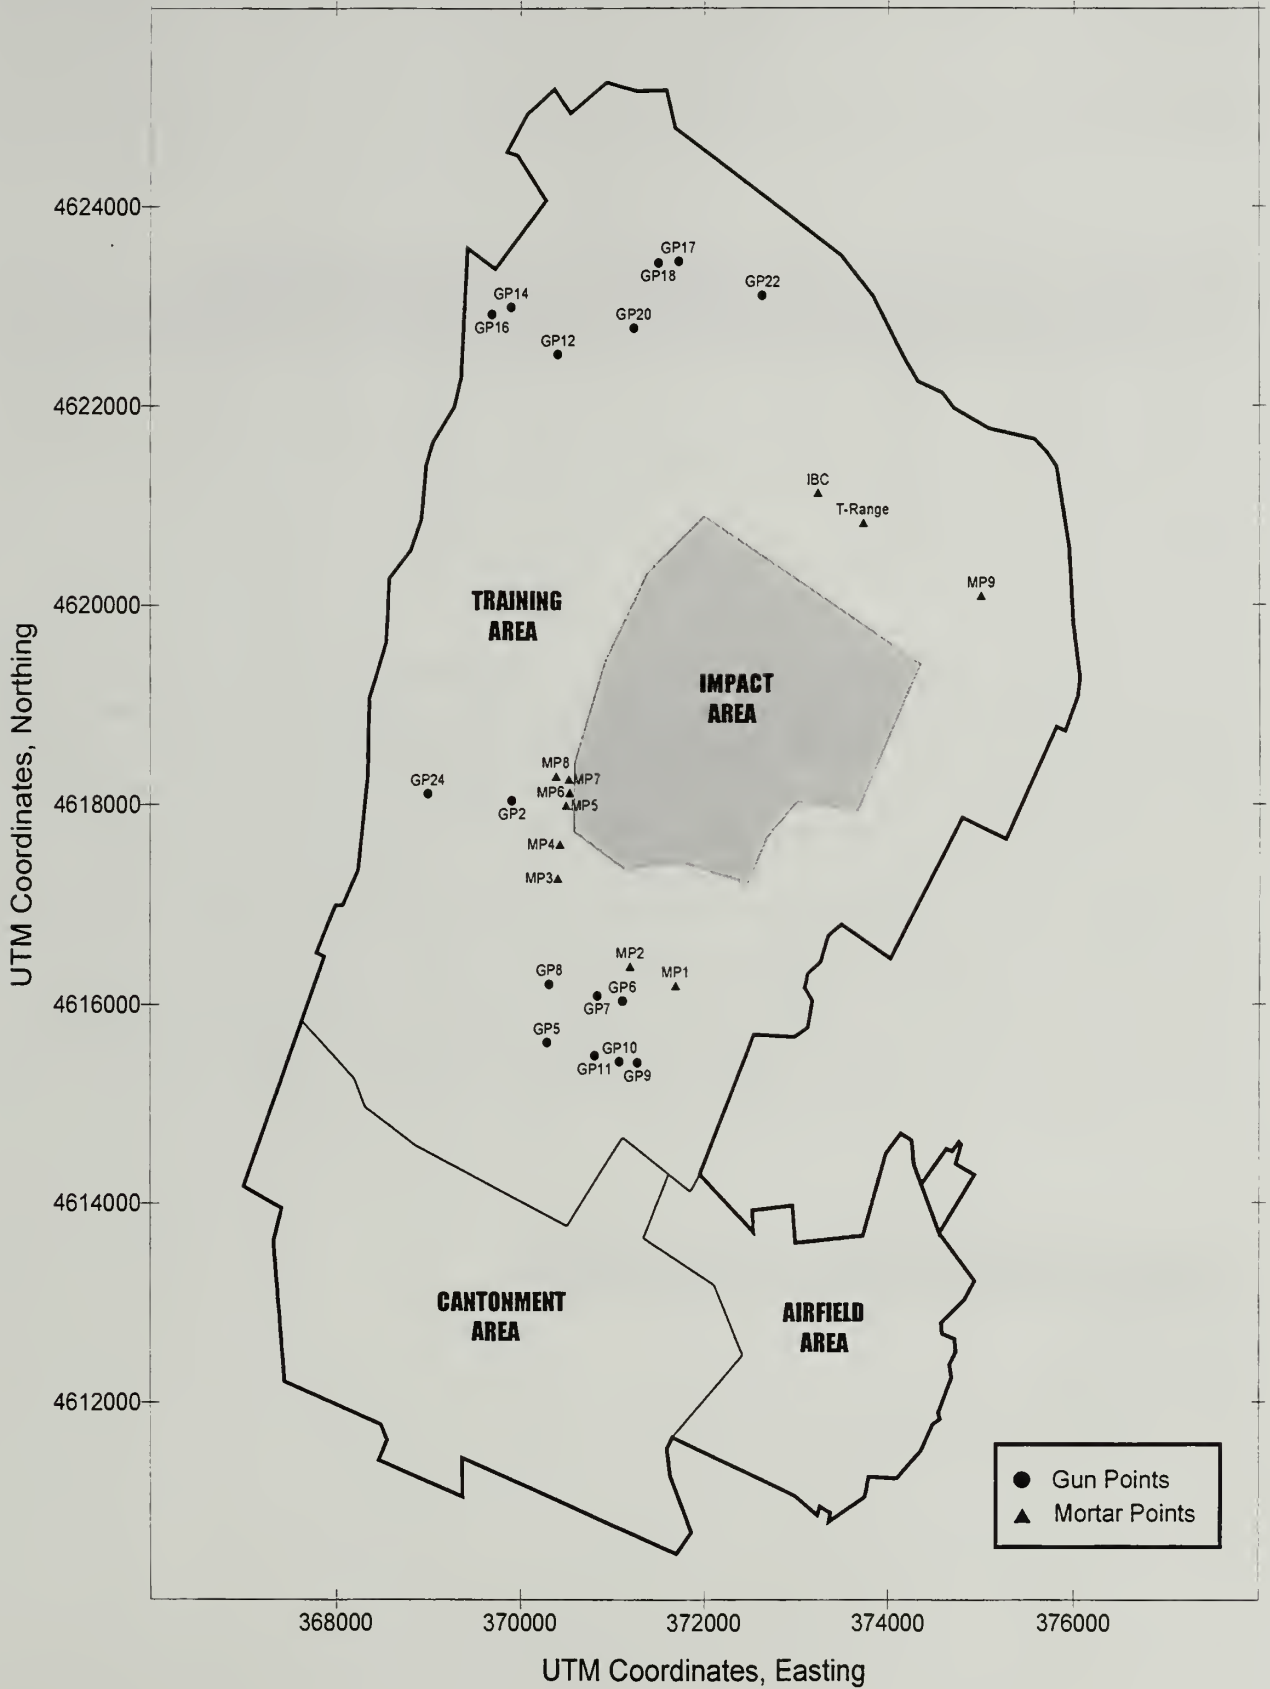 4624000
GP17
GP18
GP22
GP14
GP16
GP20
GP12
4622000
IBC
T-Range
MP9
TRAINING
AREA
4620000
UTM Coordinates, Northing
IMPACT
AREA
MP8
GP24
MP7
MP6
MP5
4618000
GP2
MP4
MP3
MP2
GP8
MP1
GP6
GP7
4616000
GP5
GP10
GP11
GP9
4614000
CANTONMENT
AREA
AIRFIELD
AREA
4612000
Gun Points
Mortar Points
368000
370000
372000
374000
376000
UTM Coordinates, Easting